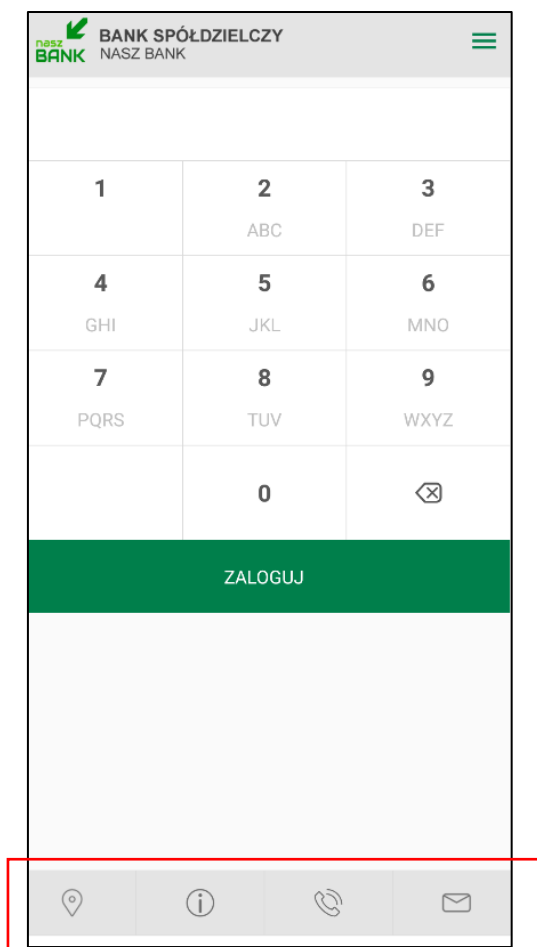 nasz BANK
BANK SPÓŁDZIELCZY
NASZ BANK
1 2 3
ABC DEF
4 5 6
GHI JKL MNO
7 8 9
PQRS TUV WXYZ
0
ZALOGUJ